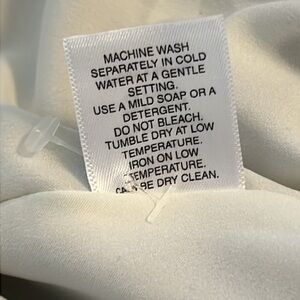 MACHINE WASH
SEPARATELY IN COLD
WATER AT A GENTLE
SETTING.
USE A MILD SOAP OR A
DETERGENT.
DO NOT BLEACH.
TUMBLE DRY AT LOW
TEMPERATURE.
IRON ON LOW
TEMPERATURE.
CAN BE DRY CLEAN.